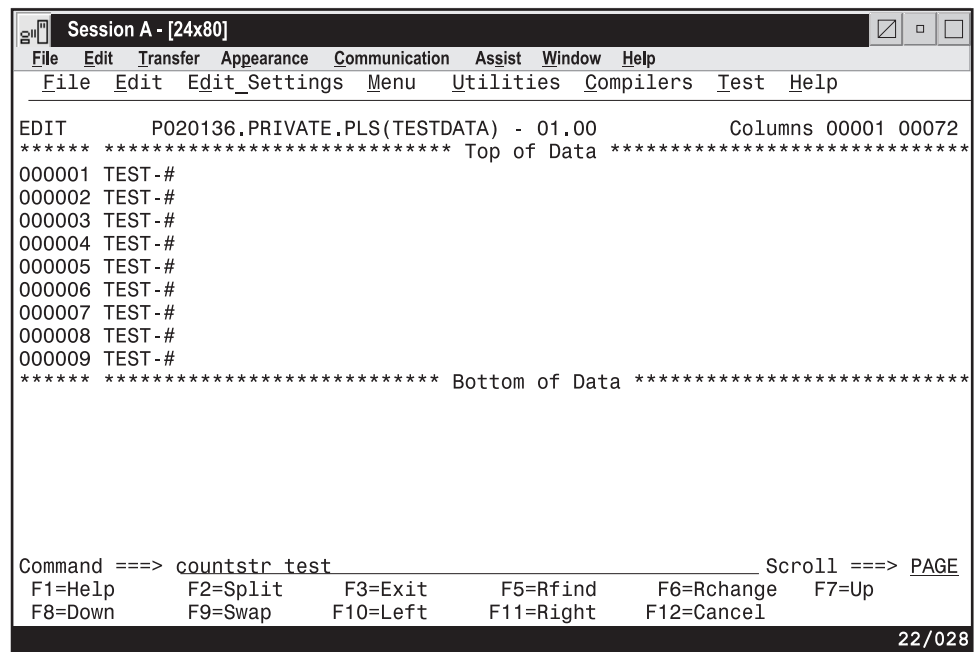 Session A - [24x80]
File Edit Transfer Appearance Communication Assist Window Help
File Edit Edit_Settings Menu Utilities Compilers Test Help
EDIT P020136.PRIVATE.PLS(TESTDATA) - 01.00 Columns 00001 00072
****** ***************************** Top of Data ******************************
000001 TEST-#
000002 TEST-#
000003 TEST-#
000004 TEST-#
000005 TEST-#
000006 TEST-#
000007 TEST-#
000008 TEST-#
000009 TEST-#
****** **************************** Bottom of Data ****************************
Command ===> countstr test Scroll ===> PAGE
F1=Help F2=Split F3=Exit F5=Rfind F6=Rchange F7=Up
F8=Down F9=Swap F10=Left F11=Right F12=Cancel
22/028